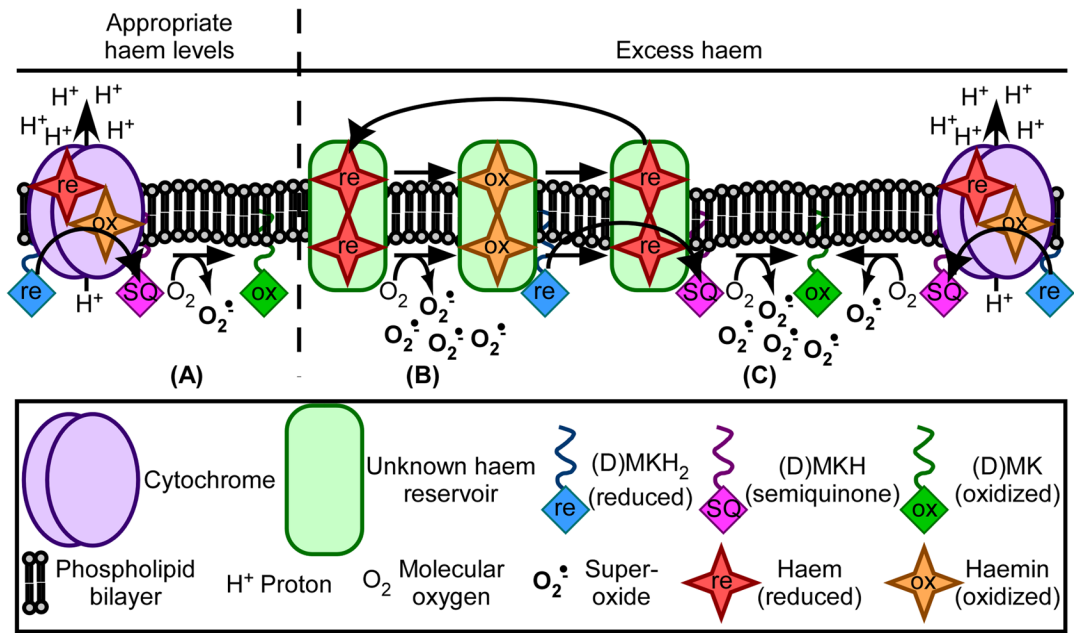 Appropriate
haem levels
Excess haem
H⁺ H⁺
H⁺ H⁺ H⁺
re
ox
re
SQ
H⁺
O₂
O₂•-
ox
(A)
re
re
ox
ox
re
re
O₂
O₂•-
O₂•- O₂•- O₂•-
re
(B)
SQ
O₂
O₂•-
O₂•- O₂•- O₂•-
ox
O₂•-
O₂
(C)
H⁺ H⁺
H⁺ H⁺ H⁺
re
ox
SQ
H⁺
re
Cytochrome
Unknown haem
reservoir
re
(D)MKH₂
(reduced)
SQ
(D)MKH
(semiquinone)
ox
(D)MK
(oxidized)
Phospholipid
bilayer
H⁺ Proton
O₂ Molecular
oxygen
O₂•- Super-
oxide
re
Haem
(reduced)
ox
Haemin
(oxidized)